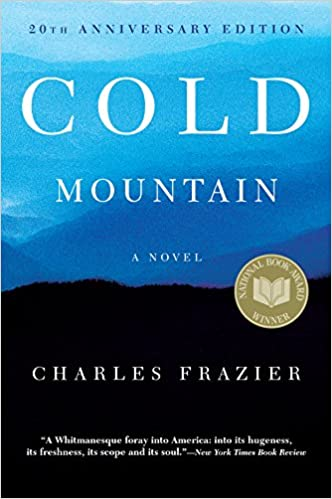 20TH ANNIVERSARY EDITION
COLD
MOUNTAIN
A NOVEL
NATIONAL BOOK AWARD
WINNER
CHARLES FRAZIER
“A Whitmanesque foray into America: into its hugeness,
its freshness, its scope and its soul.”—New York Times Book Review